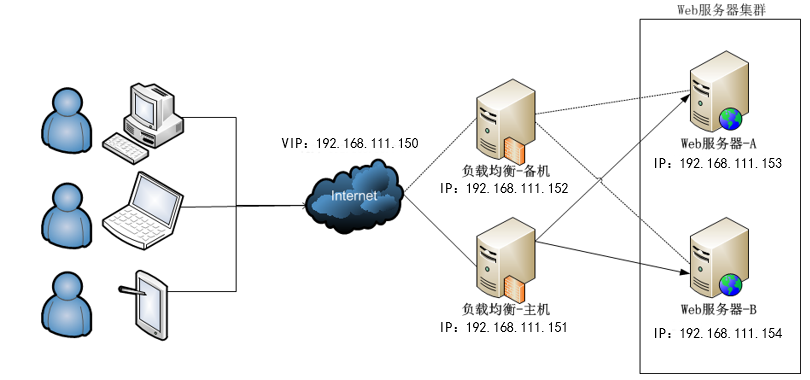 Web服务器集群
VIP: 192.168.111.150
Internet
负载均衡-备机
IP: 192.168.111.152
Web服务器-A
IP: 192.168.111.153
负载均衡-主机
IP: 192.168.111.151
Web服务器-B
IP: 192.168.111.154